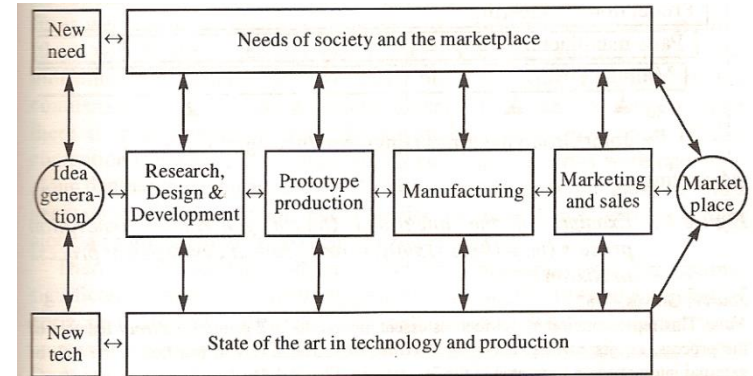 New
need
Needs of society and the marketplace
Idea
genera-
tion
Research,
Design &
Development
Prototype
production
Manufacturing
Marketing
and sales
Market
place
New
tech
State of the art in technology and production